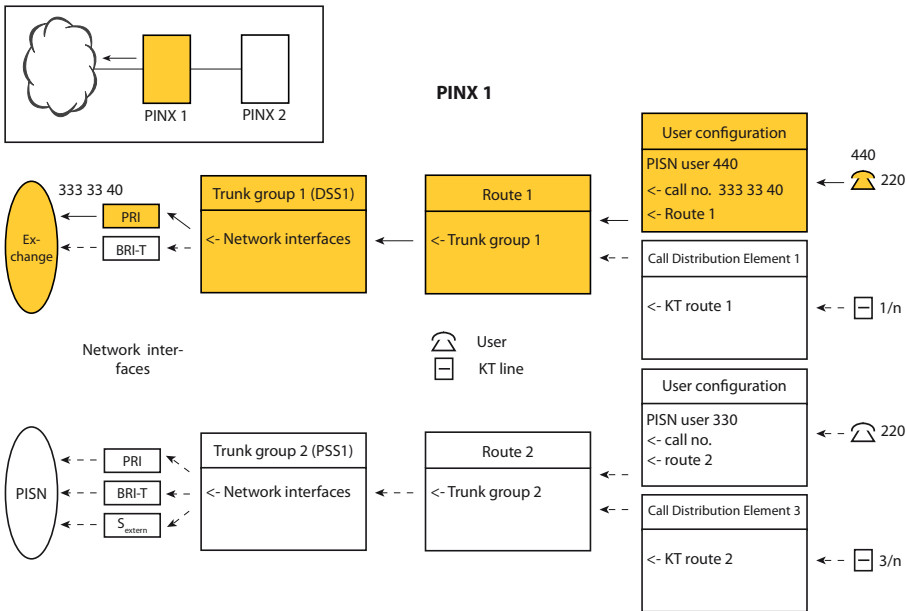 PINX 1
PINX 2
PINX 1
User configuration
PISN user 440
<- call no. 333 33 40
<- Route 1
440
220
333 33 40
Trunk group 1 (DSS1)
<- Network interfaces
Route 1
<- Trunk group 1
Ex-
change
PRI
BRI-T
Call Distribution Element 1
<- KT route 1
1/n
Network inter-
faces
User
KT line
User configuration
PISN user 330
<- call no.
<- route 2
220
PISN
PRI
BRI-T
Sextern
Trunk group 2 (PSS1)
<- Network interfaces
Route 2
<- Trunk group 2
Call Distribution Element 3
<- KT route 2
3/n